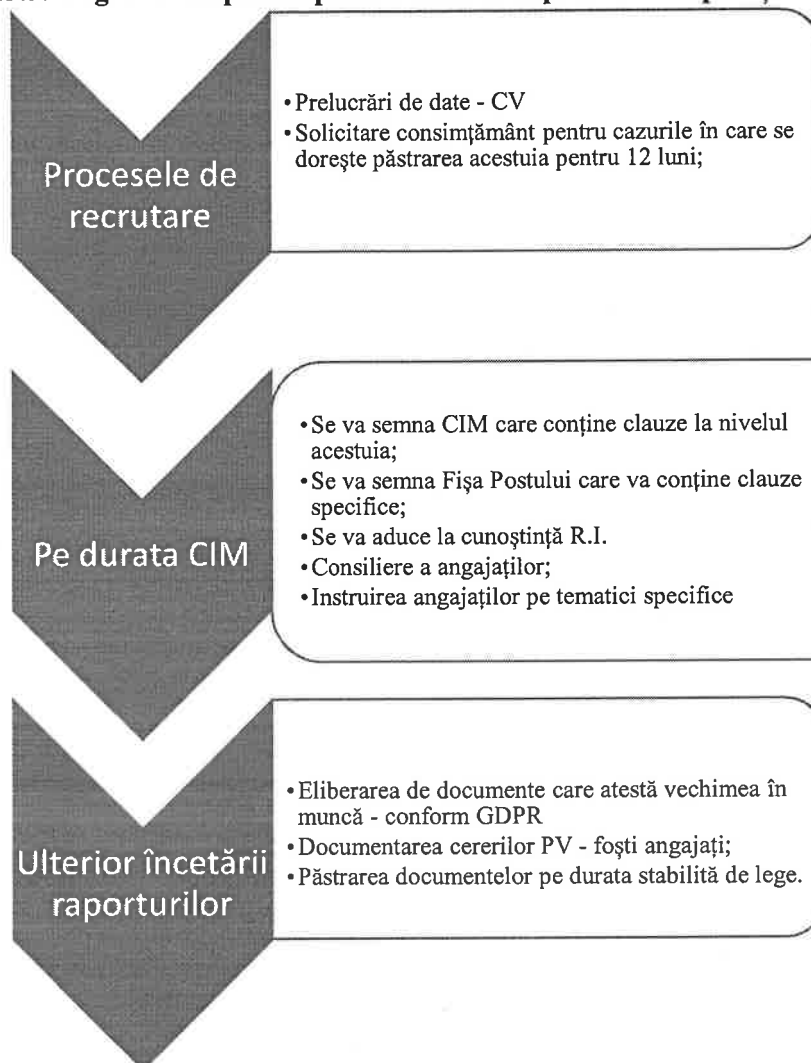 Procesele de
recrutare
• Prelucrări de date - CV
• Solicitare consimțământ pentru cazurile în care se
dorește păstrarea acestuia pentru 12 luni;
Pe durata CIM
• Se va semna CIM care conține clauze la nivelul
acestuia;
• Se va semna Fișa Postului care va conține clauze
specifice;
• Se va aduce la cunoștință R.I.
• Consiliere a angajaților;
• Instruirea angajaților pe tematici specifice
Ulterior încetării
raporturilor
• Eliberarea de documente care atestă vechimea în
muncă - conform GDPR
• Documentarea cererilor PV - foști angajați;
• Păstrarea documentelor pe durata stabilită de lege.